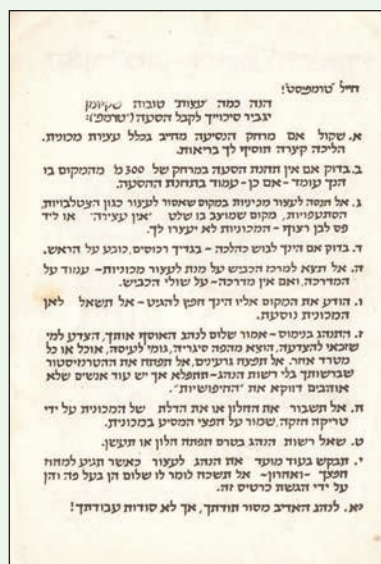 חייל "טרמפיסט"!
הנה כמה "עצות" טובות שקיומן
יגביר סיכוייך לקבל הסעה ("טרמפ"):
א. שקול אם מרחק הנסיעה מחייב בכלל עצירת מכונית.
הליכה קצרה תוסיף לך בריאות.
ב. בדוק אם אין תחנת הסעה במרחק של 300 מ' מהמקום בו
הנך עומד – אם כן – עמוד בתחנת ההסעה.
ג. אל תנסה לעצור מכונית במקום שאסור לעצור כגון הצטלבויות,
הסתעפויות, מקום שמוצב בו שלט "אין עצירה" או ליד
פס לבן רצוף – המכוניות לא יעצרו לך.
ד. בדוק אם הינך לבוש כהלכה – בגדיך רכוסים, כובע על הראש.
ה. אל תצא למרכז הכביש על מנת לעצור מכוניות – עמוד על
המדרכה, ואם אין מדרכה – על שולי הכביש.
ו. הודע את המקום אליו הינך חפץ להגיע – אל תשאל לאן
המכונית נוסעת.
ז. התנהג בנימוס – אמור שלום לנהג האוסף אותך, הצדע למי
שזכאי להצדעה, הוצא מהפה סיגריה, גומי לעיסה, אוכל או כל
מטרד אחר. אל תפצח גרעינים, אל תפתח את הטרנזיסטור
שברשותך בלי רשות הנהג – תתפלא אך יש עוד אנשים שלא
אוהבים דווקא את "החיפושיות".
ח. אל תשבור את החלון או את הדלת של המכונית על ידי
טריקה חזקה, שמור על חפצי המסיע במכונית.
ט. שאל רשות הנהג בטרם תפתח חלון או תעשן.
י. תבקש בעוד מועד את הנהג לעצור כאשר תגיע למחוז
חפצך – ואחרון – אל תשכח לומר לו שלום הן בעל פה והן
על ידי הגשת כרטיס זה.
יא. לנהג האדיב מסור תודתך, אך לא סודות עבודתך!